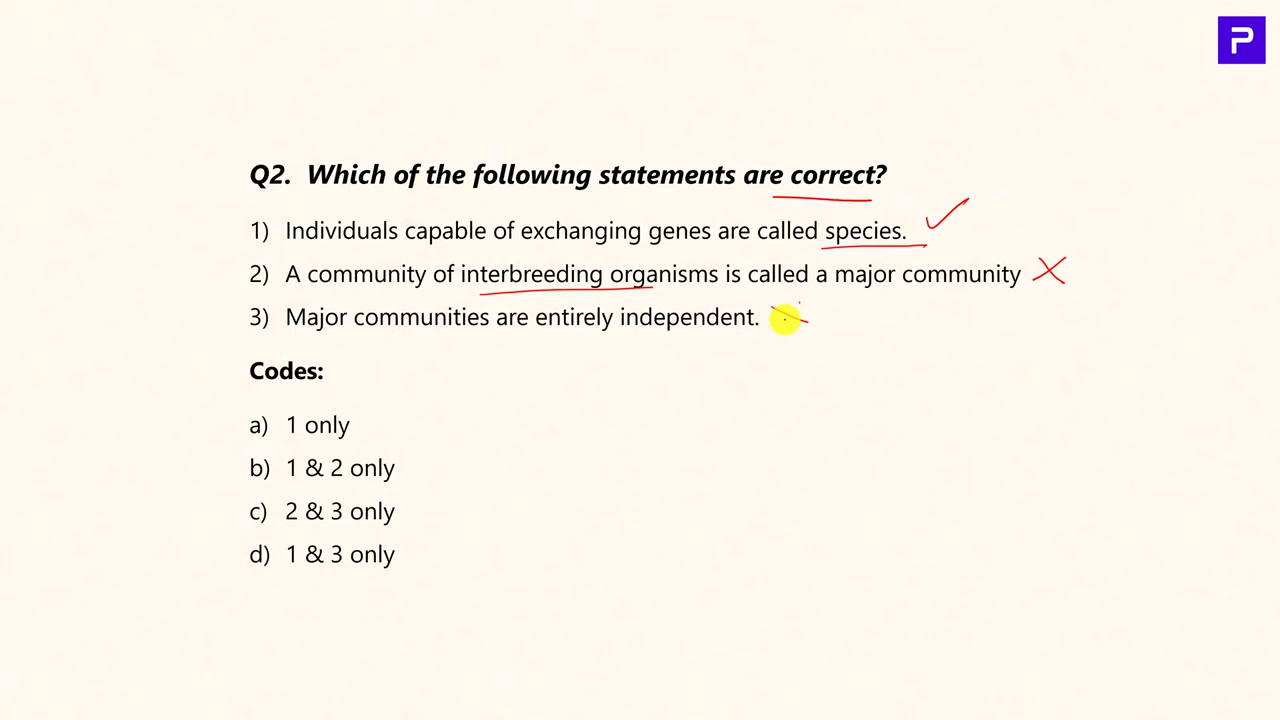 P
Q2. Which of the following statements are correct?
1) Individuals capable of exchanging genes are called species.
2) A community of interbreeding organisms is called a major community
3) Major communities are entirely independent.
Codes:
a) 1 only
b) 1 & 2 only
c) 2 & 3 only
d) 1 & 3 only